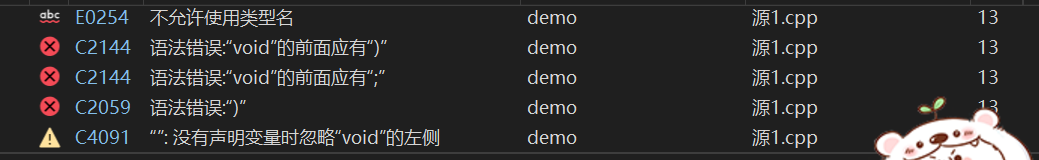 abc E0254 不允许使用类型名 demo 源1.cpp 13
C2144 语法错误:“void”的前面应有“)” demo 源1.cpp 13
C2144 语法错误:“void”的前面应有“;” demo 源1.cpp 13
C2059 语法错误:“)” demo 源1.cpp 13
C4091 “”: 没有声明变量时忽略“void”的左侧 demo 源1.cpp 13